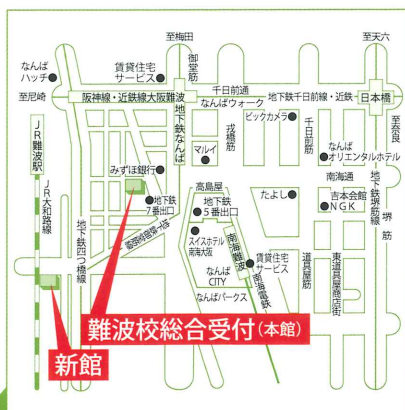 至梅田
御堂筋
至天六
なんば
ハッチ
賃貸住宅
サービス
千日前通
至尼崎
阪神線・近鉄線大阪難波
なんばウォーク
地下鉄千日前線・近鉄
日本橋
至奈良
JR難波駅
JR大和路線
地下鉄なんば
戎橋筋
ビックカメラ
千日前筋
マルイ
なんば
オリエンタルホテル
みずほ銀行
南海通
地下鉄
7番出口
高島屋
地下鉄
5番出口
たよし
吉本会館
NGK
地下鉄堺筋線
堺筋
地下鉄四つ橋線
スイスホテル
南海大阪
南海難波
賃貸住宅
サービス
なんば
CITY
なんばパークス
南海電鉄
道具屋筋
東道具屋商店街
難波校総合受付(本館)
新館